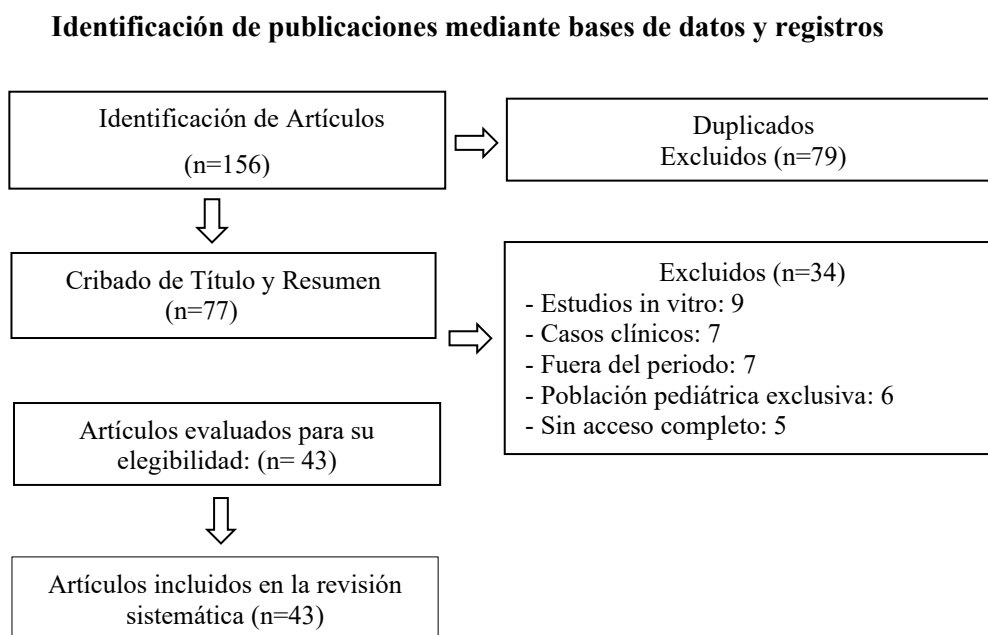 Identificación de publicaciones mediante bases de datos y registros
Identificación de Artículos
(n=156)
Duplicados
Excluidos (n=79)
Cribado de Título y Resumen
(n=77)
Excluidos (n=34)
- Estudios in vitro: 9
- Casos clínicos: 7
- Fuera del periodo: 7
- Población pediátrica exclusiva: 6
- Sin acceso completo: 5
Artículos evaluados para su
elegibilidad: (n= 43)
Artículos incluidos en la revisión
sistemática (n=43)